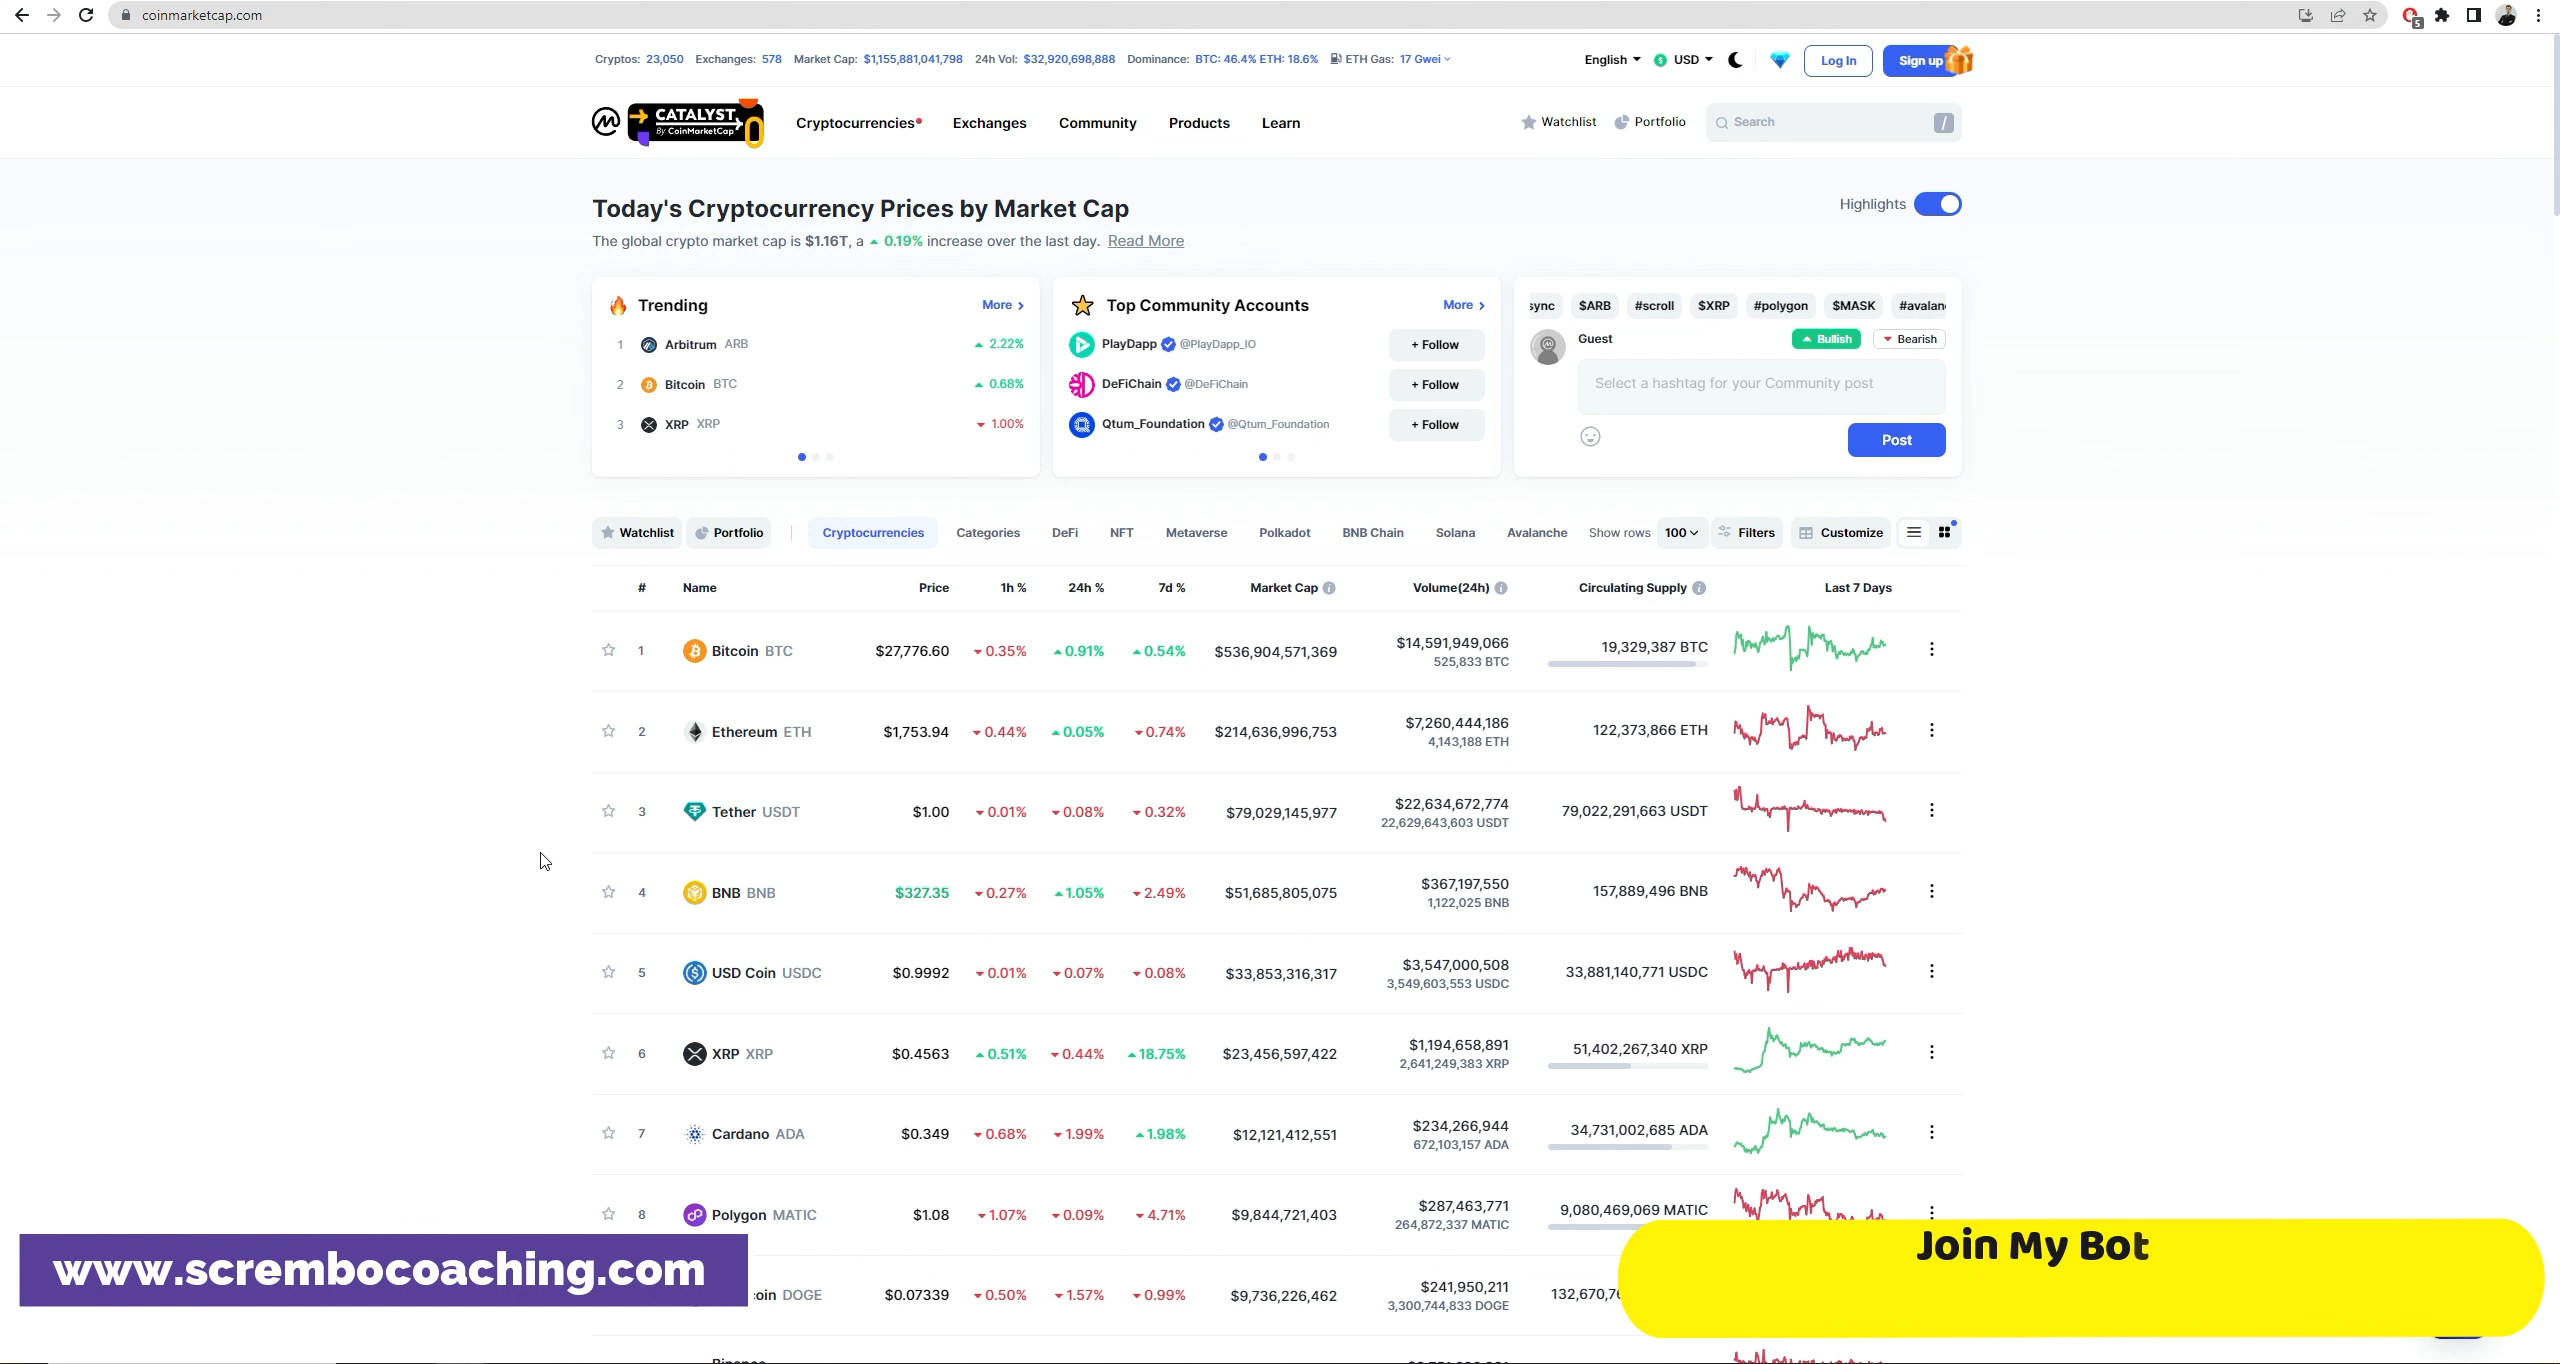 coinmarketcap.com
5
Cryptos: 23,050 Exchanges: 578 Market Cap: $1,155,881,041,798 24h Vol: $32,920,698,888 Dominance: BTC: 46.4% ETH: 18.6% ETH Gas: 17 Gwei
English USD Log In Sign up
CATALYST
By CoinMarketCap
Cryptocurrencies Exchanges Community Products Learn
Watchlist Portfolio Search /
Today's Cryptocurrency Prices by Market Cap
Highlights
The global crypto market cap is $1.16T, a 0.19% increase over the last day. Read More
Trending More
1 Arbitrum ARB 2.22%
2 Bitcoin BTC 0.68%
3 XRP XRP 1.00%
Top Community Accounts More
PlayDapp @PlayDapp_IO + Follow
DeFiChain @DeFiChain + Follow
Qtum_Foundation @Qtum_Foundation + Follow
sync $ARB #scroll $XRP #polygon $MASK #avalan
Guest Bullish Bearish
Select a hashtag for your Community post
Post
Watchlist Portfolio Cryptocurrencies Categories DeFi NFT Metaverse Polkadot BNB Chain Solana Avalanche Show rows 100 Filters Customize
# Name Price 1h % 24h % 7d % Market Cap Volume(24h) Circulating Supply Last 7 Days
1 Bitcoin BTC $27,776.60 0.35% 0.91% 0.54% $536,904,571,369 $14,591,949,066 19,329,387 BTC
525,833 BTC
2 Ethereum ETH $1,753.94 0.44% 0.05% 0.74% $214,636,996,753 $7,260,444,186 122,373,866 ETH
4,143,188 ETH
3 Tether USDT $1.00 0.01% 0.08% 0.32% $79,029,145,977 $22,634,672,774 79,022,291,663 USDT
22,629,643,603 USDT
4 BNB BNB $327.35 0.27% 1.05% 2.49% $51,685,805,075 $367,197,550 157,889,496 BNB
1,122,025 BNB
5 USD Coin USDC $0.9992 0.01% 0.07% 0.08% $33,853,316,317 $3,547,000,508 33,881,140,771 USDC
3,549,603,553 USDC
6 XRP XRP $0.4563 0.51% 0.44% 18.75% $23,456,597,422 $1,194,658,891 51,402,267,340 XRP
2,641,249,383 XRP
7 Cardano ADA $0.349 0.68% 1.99% 1.98% $12,121,412,551 $234,266,944 34,731,002,685 ADA
672,103,157 ADA
8 Polygon MATIC $1.08 1.07% 0.09% 4.71% $9,844,721,403 $287,463,771 9,080,469,069 MATIC
264,872,337 MATIC
www.scrembocoaching.com
Join My Bot
coin DOGE $0.07339 0.50% 1.57% 0.99% $9,736,226,462 $241,950,211 132,670,76
3,300,744,833 DOGE